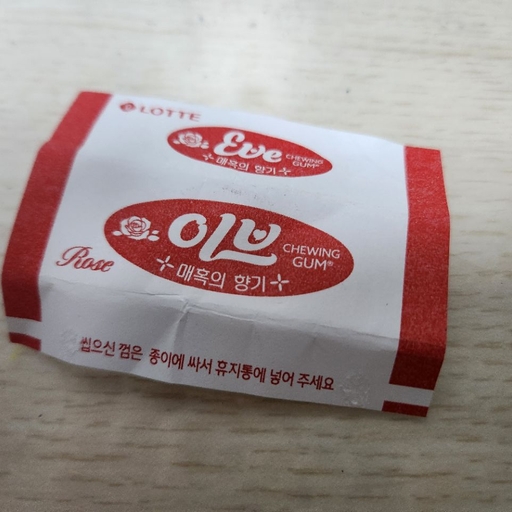 LOTTE
Eve CHEWING GUM®
매혹의 향기
이브 CHEWING GUM®
매혹의 향기
Rose
씹으신 껌은 종이에 싸서 휴지통에 넣어 주세요